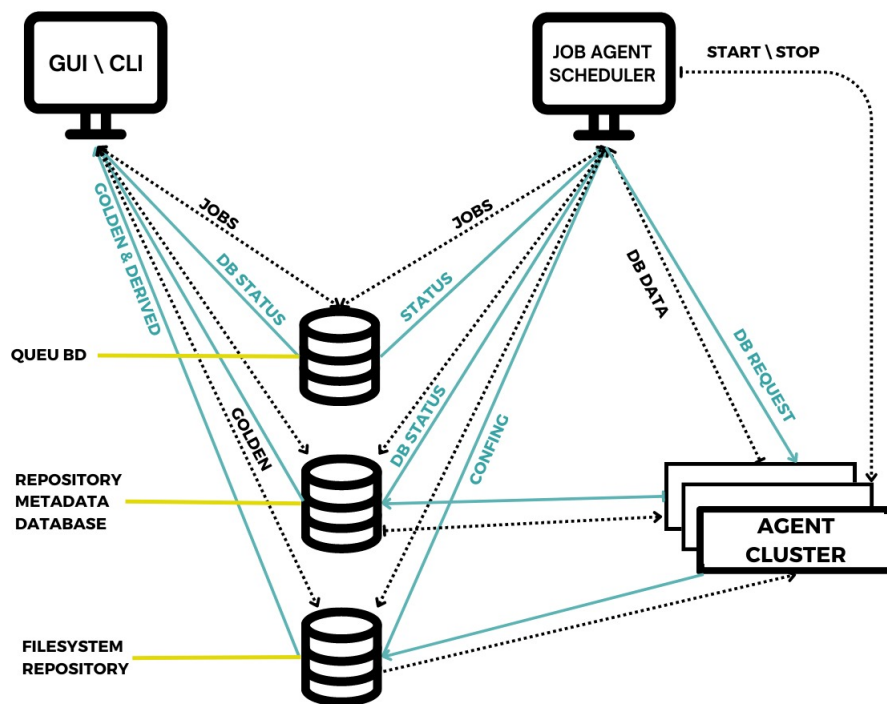 GUI \ CLI
JOB AGENT
SCHEDULER
START \ STOP
GOLDEN & DERIVED
JOBS
DB STATUS
JOBS
STATUS
DB DATA
DB REQUEST
QUEU BD
GOLDEN
DB STATUS
CONFING
REPOSITORY
METADATA
DATABASE
AGENT
CLUSTER
FILESYSTEM
REPOSITORY